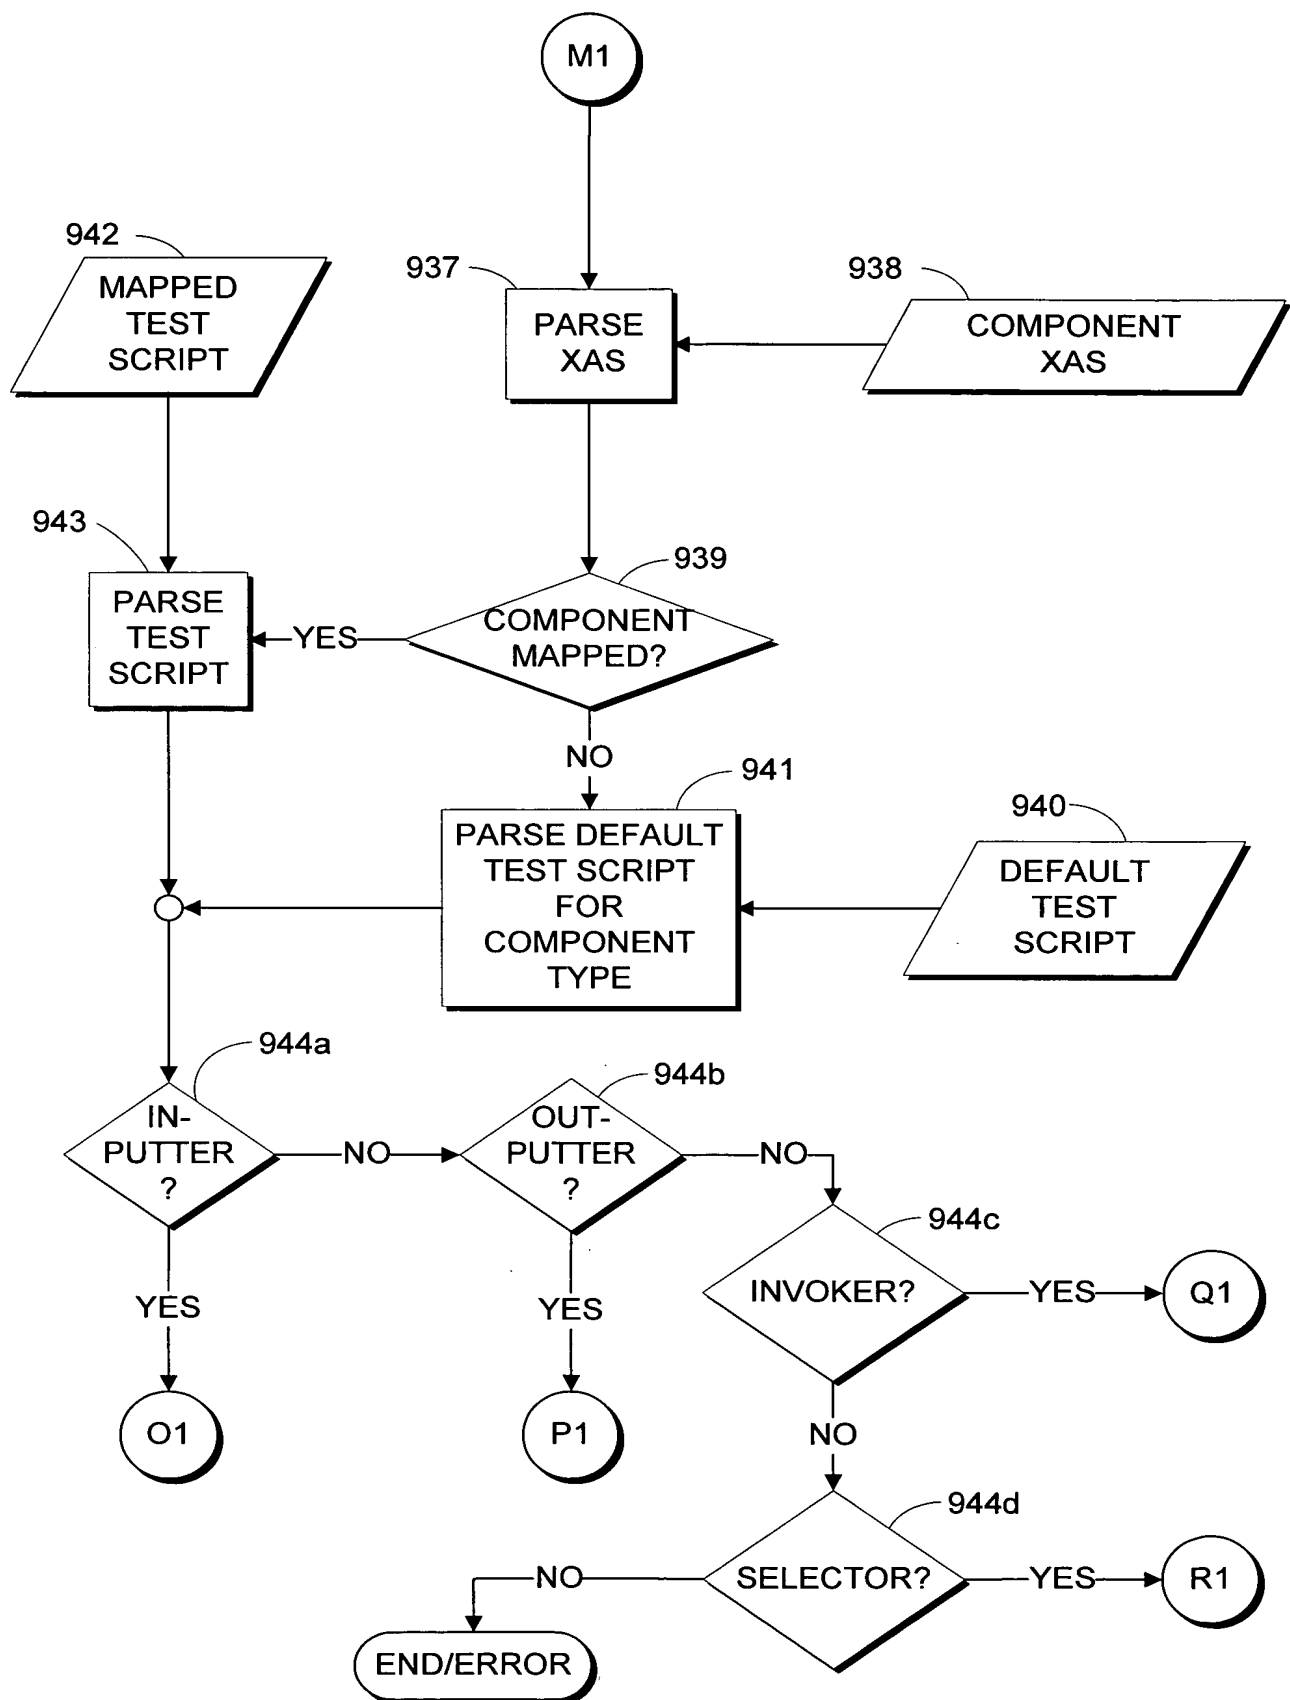 M1
942
MAPPED
TEST
SCRIPT
937
PARSE
XAS
938
COMPONENT
XAS
943
PARSE
TEST
SCRIPT
YES
939
COMPONENT
MAPPED?
NO
941
PARSE DEFAULT
TEST SCRIPT
FOR
COMPONENT
TYPE
940
DEFAULT
TEST
SCRIPT
944a
IN-
PUTTER
?
NO
944b
OUT-
PUTTER
?
NO
YES
YES
944c
INVOKER?
YES
Q1
O1
P1
NO
944d
SELECTOR?
YES
R1
NO
END/ERROR